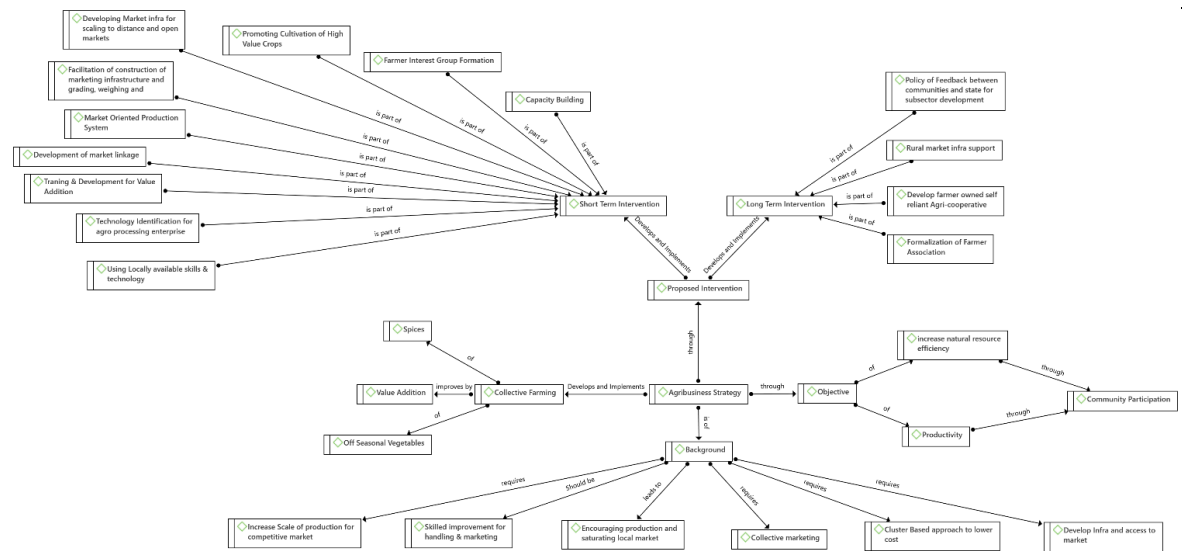 Developing Market infra for
scaling to distance and open
markets
Promoting Cultivation of High
Value Crops
Farmer Interest Group Formation
Capacity Building
Facilitation of construction of
marketing infrastructure and
grading, weighing and
Market Oriented Production
System
Development of market linkage
Traning & Development for Value
Addition
Technology Identification for
agro processing enterprise
Using Locally available skills &
technology
is part of
is part of
is part of
is part of
is part of
is part of
is part of
is part of
is part of
is part of
is part of
Short Term Intervention
Policy of Feedback between
communities and state for
subsector development
Rural market infra support
Develop farmer owned self
reliant Agri-cooperative
Formalization of Farmer
Association
is part of
is part of
is part of
is part of
Long Term Intervention
Develops and Implements
Develops and Implements
Proposed Intervention
through
Spices
of
Value Addition
improves by
Collective Farming
Develops and Implements
Agribusiness Strategy
through
Objective
of
Off Seasonal Vegetables
of
increase natural resource
efficiency
through
Community Participation
of
Productivity
through
is of
Background
requires
Should be
leads to
requires
requires
requires
Increase Scale of production for
competitive market
Skilled improvement for
handling & marketing
Encouraging production and
saturating local market
Collective marketing
Cluster Based approach to lower
cost
Develop Infra and access to
market